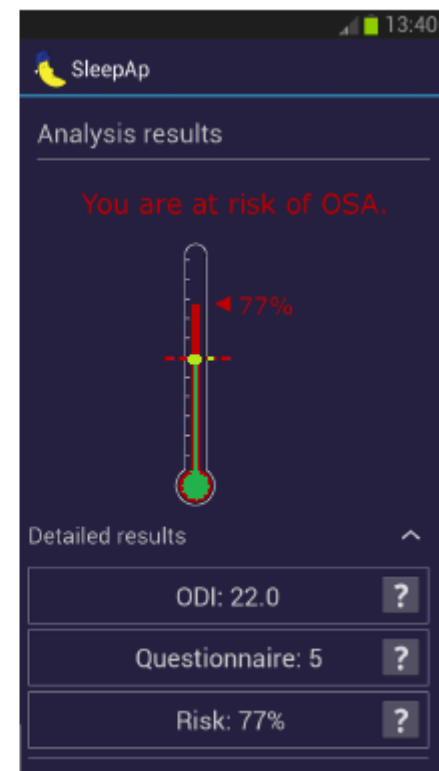 13:40
SleepAp
Analysis results
You are at risk of OSA.
77%
Detailed results
ODI: 22.0 ?
Questionnaire: 5 ?
Risk: 77% ?